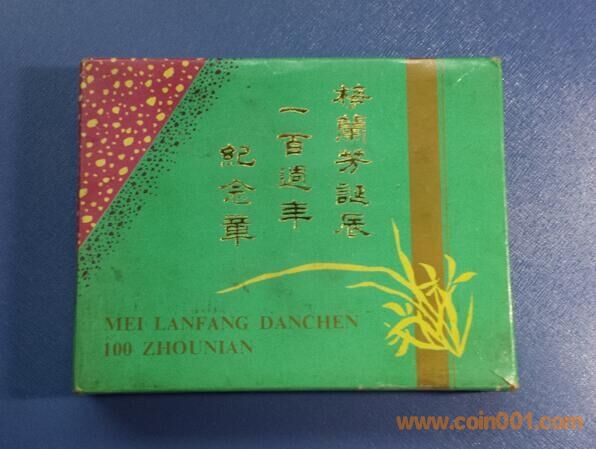 梅蘭芳誕辰
一百週年
紀念章
MEI LANFANG DANCHEN
100 ZHOUNIAN
www.coin001.com